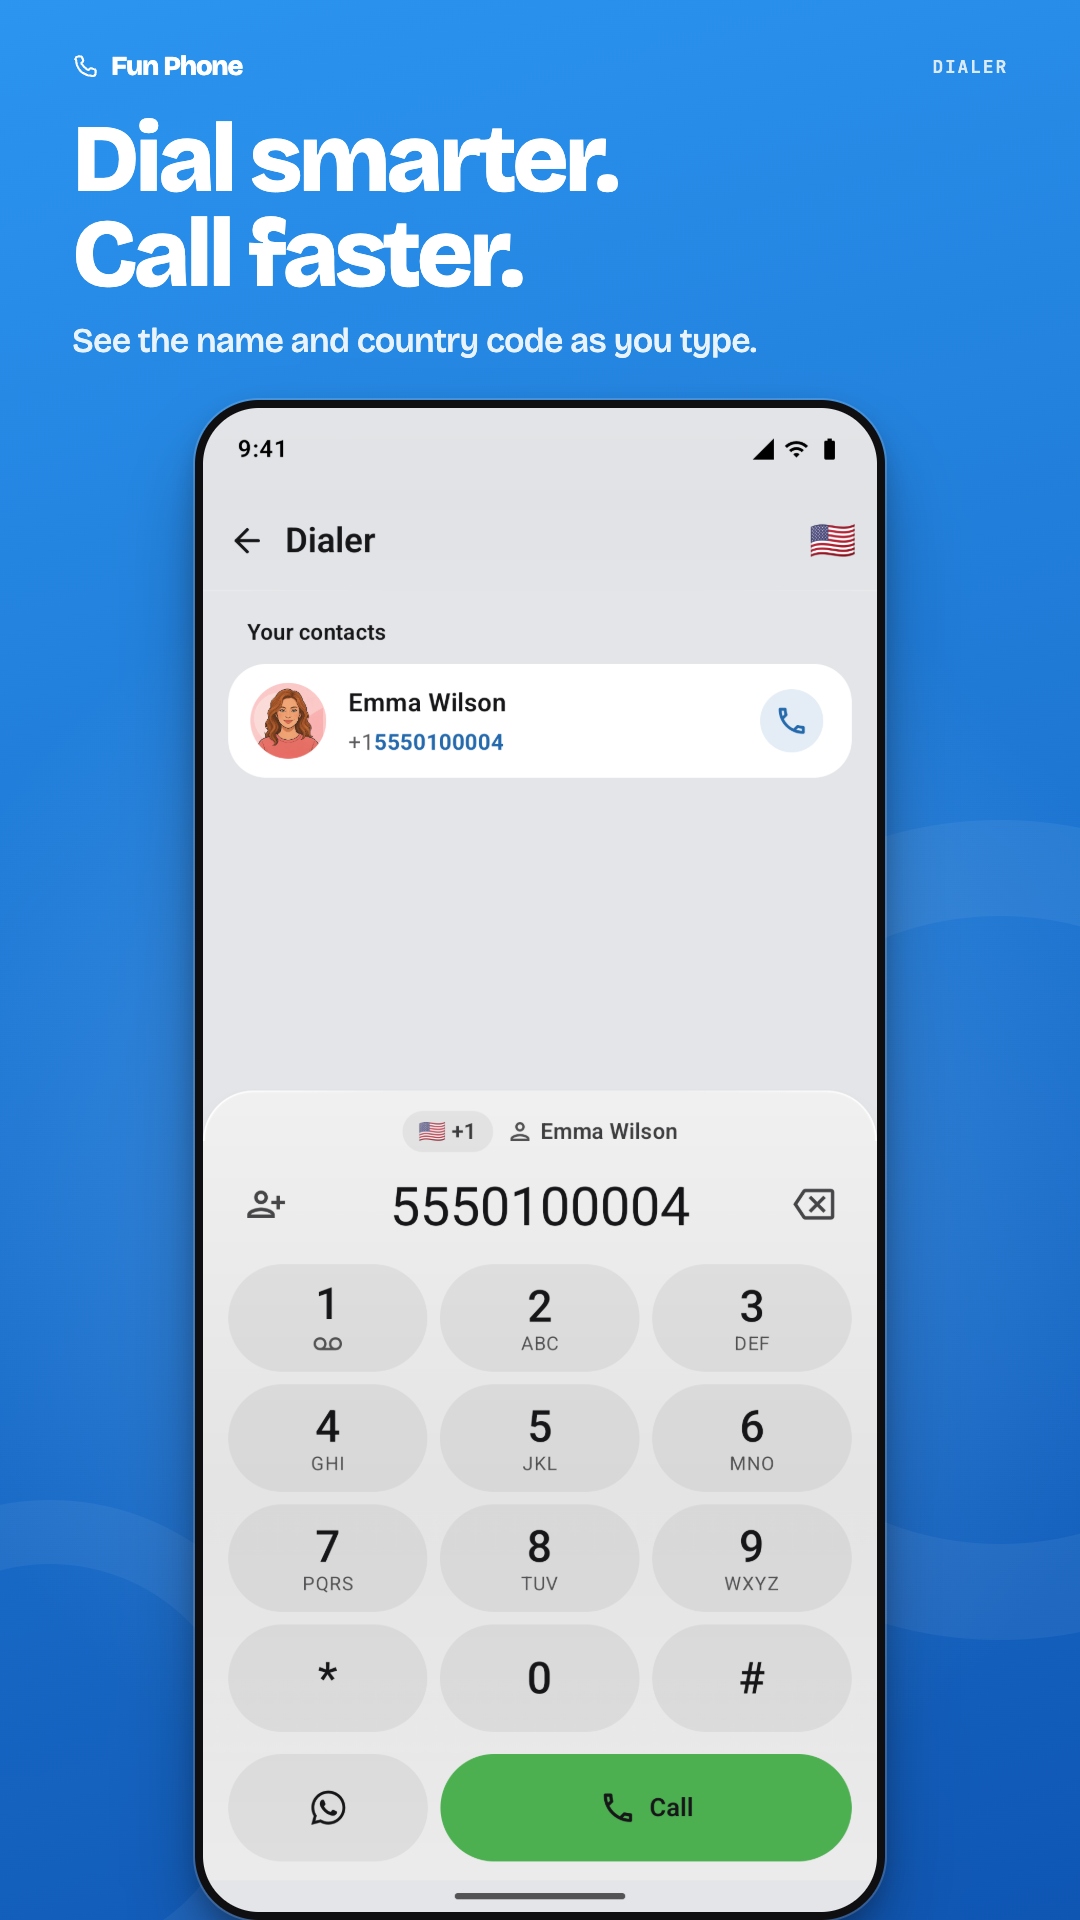 Fun Phone
DIALER
Dial smarter.
Call faster.
See the name and country code as you type.
9:41
Dialer
Your contacts
Emma Wilson
+15550100004
+1 Emma Wilson
5550100004
1 2 3
ABC DEF
4 5 6
GHI JKL MNO
7 8 9
PQRS TUV WXYZ
* 0 #
Call